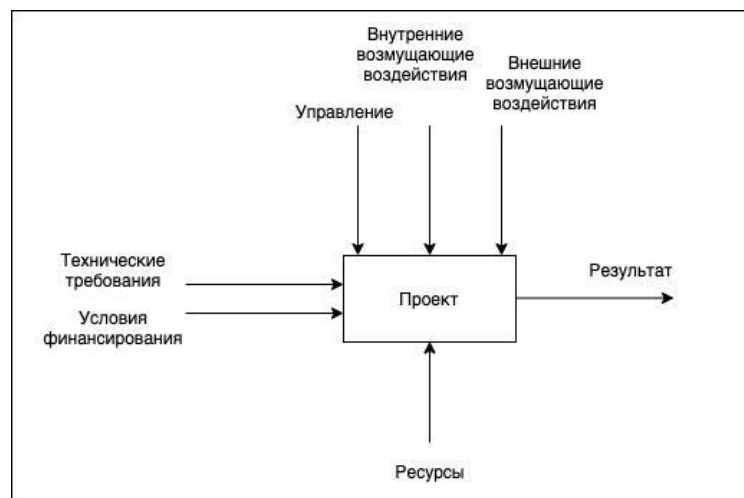 Внутренние
возмущающие
воздействия
Внешние
возмущающие
воздействия
Управление
Технические
требования
Условия
финансирования
Проект
Результат
Ресурсы